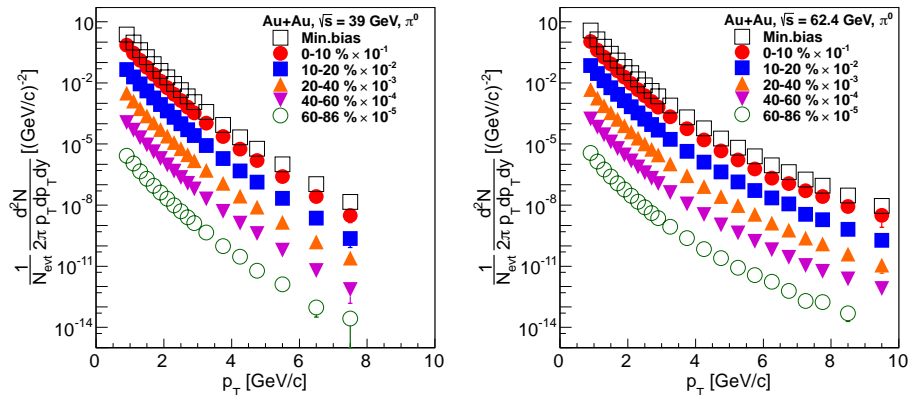 Au+Au, √s = 39 GeV, π⁰
Min.bias
0-10 % × 10⁻¹
10-20 % × 10⁻²
20-40 % × 10⁻³
40-60 % × 10⁻⁴
60-86 % × 10⁻⁵
10
10⁻²
10⁻⁵
10⁻⁸
10⁻¹¹
10⁻¹⁴
1/N_evt d²N/2π p_T dp_T dy [(GeV/c)⁻²]
0 2 4 6 8 10
p_T [GeV/c]
Au+Au, √s = 62.4 GeV, π⁰
Min.bias
0-10 % × 10⁻¹
10-20 % × 10⁻²
20-40 % × 10⁻³
40-60 % × 10⁻⁴
60-86 % × 10⁻⁵
10
10⁻²
10⁻⁵
10⁻⁸
10⁻¹¹
10⁻¹⁴
1/N_evt d²N/2π p_T dp_T dy [(GeV/c)⁻²]
0 2 4 6 8 10
p_T [GeV/c]